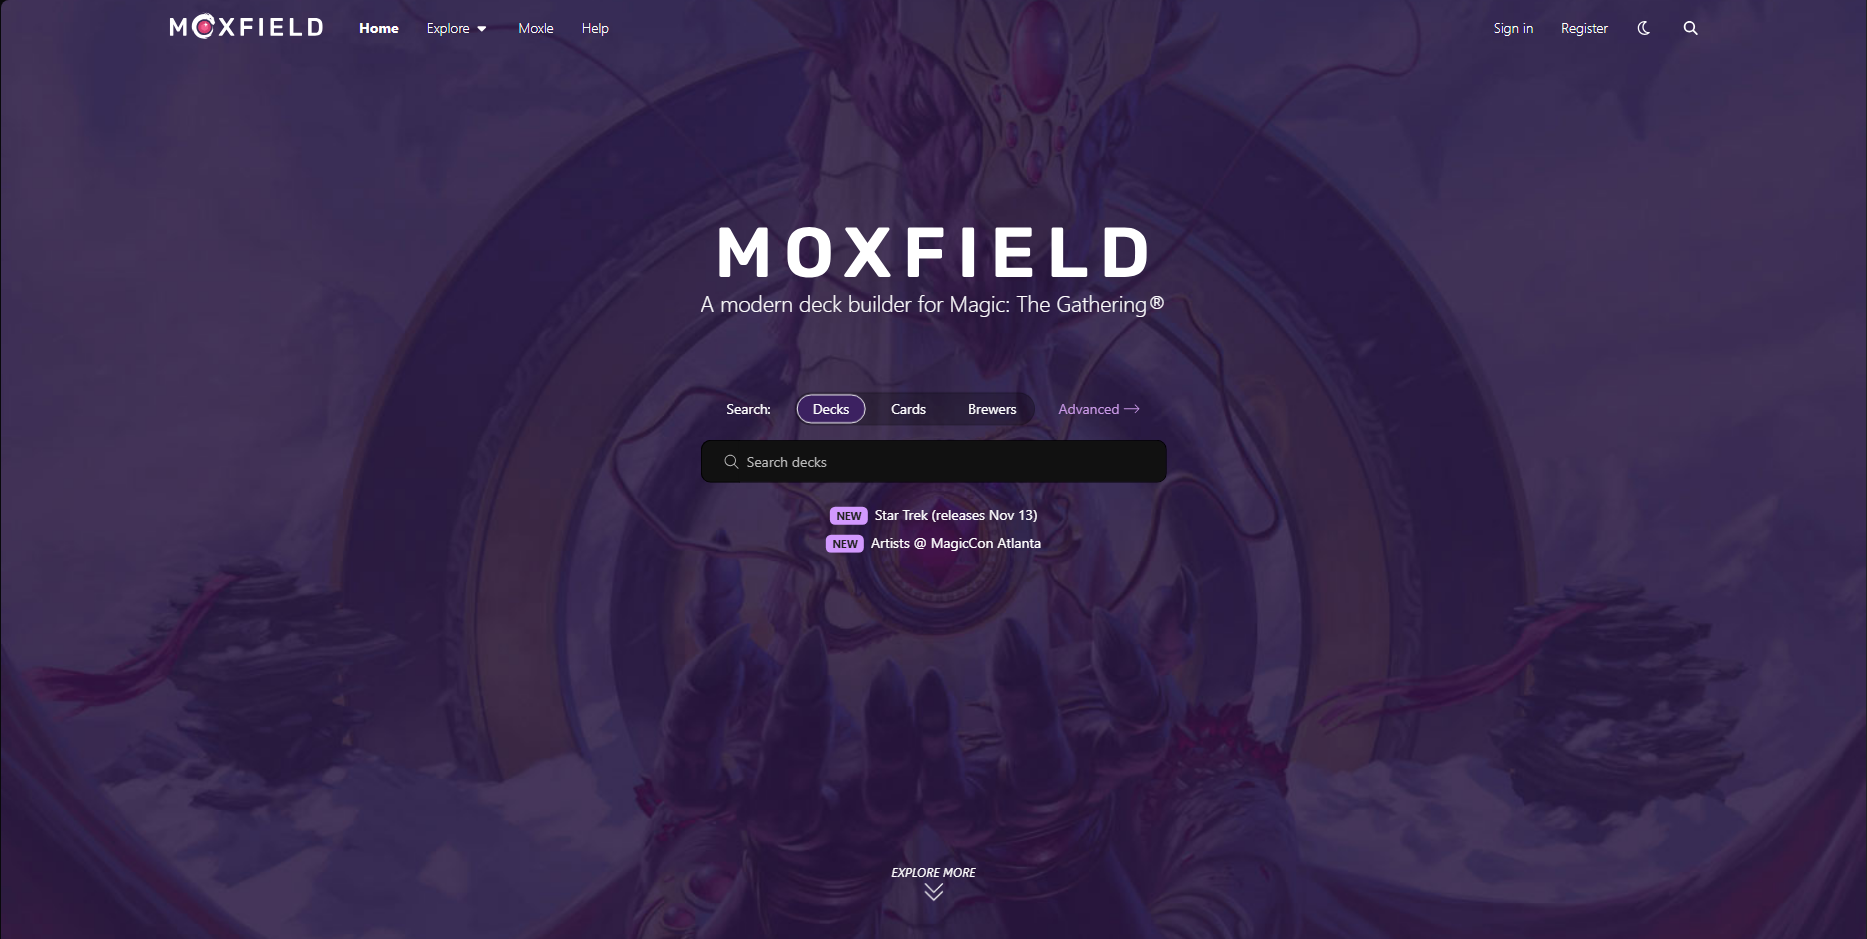 MOXFIELD Home Explore Moxle Help Sign in Register
MOXFIELD
A modern deck builder for Magic: The Gathering®
Search: Decks Cards Brewers Advanced →
Search decks
NEW Star Trek (releases Nov 13)
NEW Artists @ MagicCon Atlanta
EXPLORE MORE